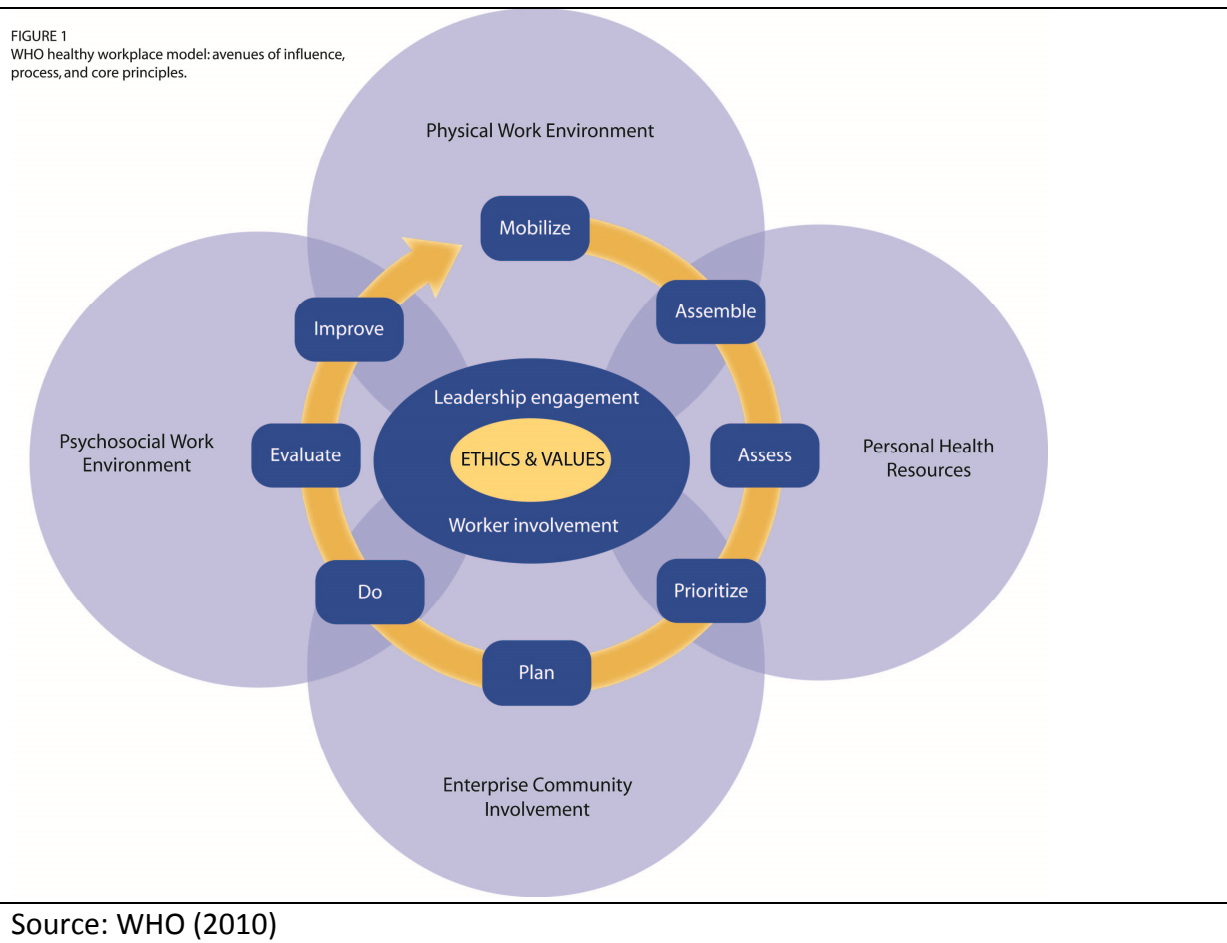 FIGURE 1
WHO healthy workplace model: avenues of influence,
process, and core principles.
Physical Work Environment
Mobilize
Assemble
Improve
Leadership engagement
Psychosocial Work
Environment
Evaluate
ETHICS & VALUES
Assess
Personal Health
Resources
Worker involvement
Do
Prioritize
Plan
Enterprise Community
Involvement
Source: WHO (2010)